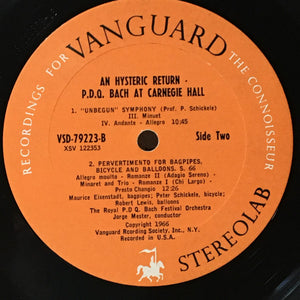 RECORDINGS FOR VANGUARD THE CONNOISSEUR
AN HYSTERIC RETURN -
P.D.Q. BACH AT CARNEGIE HALL
1. "UNBEGUN" SYMPHONY (Prof. P. Schickele)
III. Minuet
IV. Andante - Allegro 10:45
VSD-79223-B
XSV 122353
Side Two
2. PERVERTIMENTO FOR BAGPIPES,
BICYCLE AND BALLOONS. S. 66
Allegro moulto - Romanze II (Adagio Sereno) -
Minaret and Trio - Romanze I (Chi Largo) -
Presto Changio 12:26
Maurice Eisenstadt, bagpipes; Peter Schickele, bicycle;
Robert Lewis, balloons
The Royal P.D.Q. Bach Festival Orchestra
Jorge Mester, conductor
Copyright 1966
Vanguard Recording Society, Inc., N.Y.
Recorded in U.S.A.
STEREOLAB